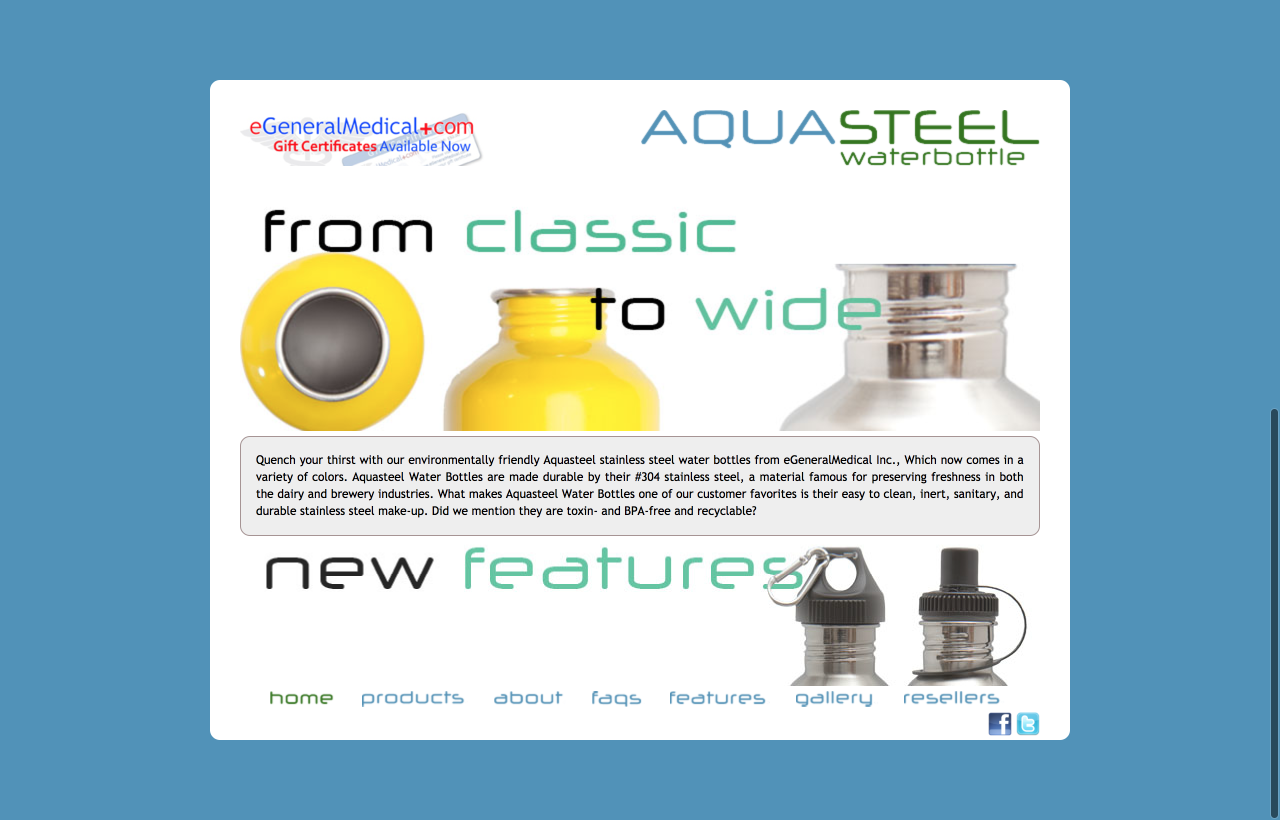 eGeneralMedical+com
Gift Certificates Available Now
AQUASTEEL
waterbottle
from classic
to wide
Quench your thirst with our environmentally friendly Aquasteel stainless steel water bottles from eGeneralMedical Inc., Which now comes in a
variety of colors. Aquasteel Water Bottles are made durable by their #304 stainless steel, a material famous for preserving freshness in both
the dairy and brewery industries. What makes Aquasteel Water Bottles one of our customer favorites is their easy to clean, inert, sanitary, and
durable stainless steel make-up. Did we mention they are toxin- and BPA-free and recyclable?
new features
home products about faqs features gallery resellers